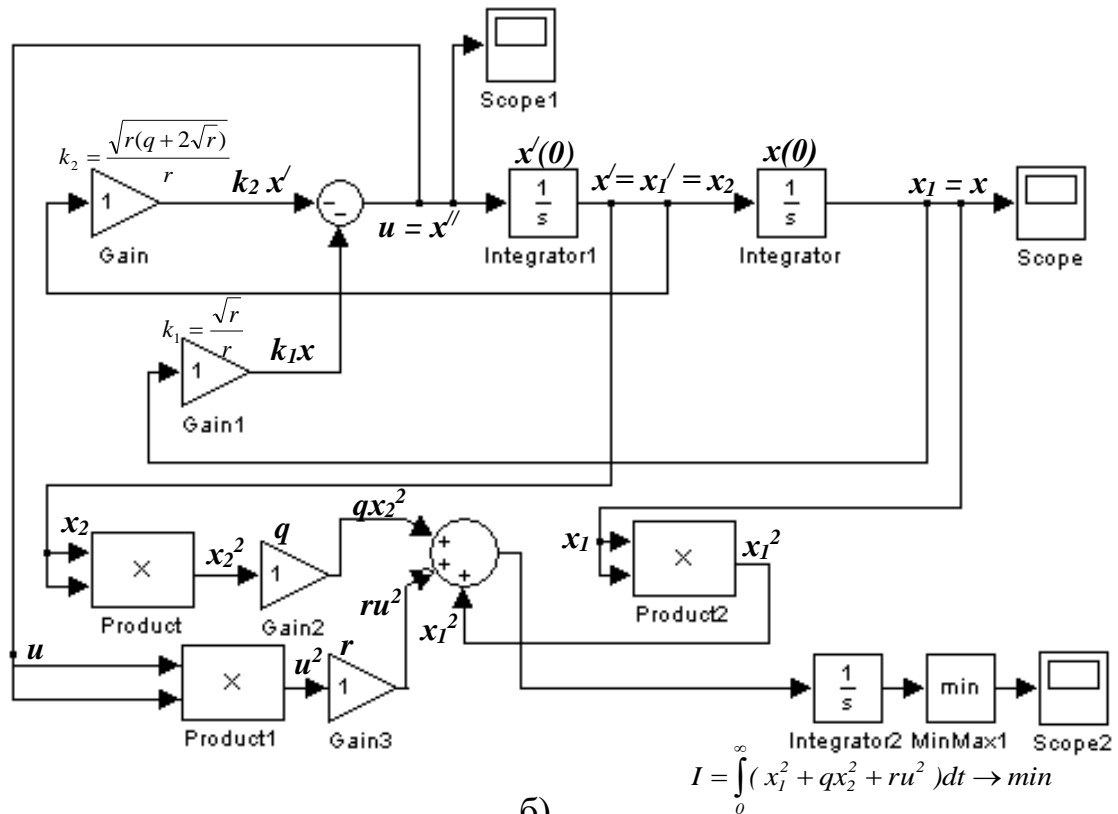 Scope1
k₂ = √(r(q + 2√r)) / r
x′(0)
x(0)
1
k₂ x′
−
−
u = x′′
1/s
x′ = x₁′ = x₂
1/s
x₁ = x
Gain
Integrator1
Integrator
Scope
k₁ = √r / r
1
k₁x
Gain1
x₂
×
x₂²
q
1
qx₂²
+
+
+
x₁
×
x₁²
Product
Gain2
ru²
x₁²
Product2
u
×
u²
r
1
1/s
min
Product1
Gain3
Integrator2
MinMax1
Scope2
I = ∫₀^∞ ( x₁² + qx₂² + ru² )dt → min
б)